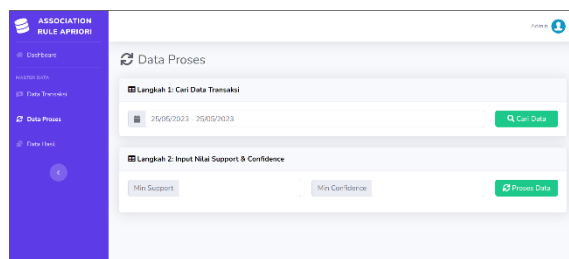 ASSOCIATION
RULE APRIORI
Admin
Dashboard
Data Proses
MASTER DATA
Data Transaksi
Langkah 1: Cari Data Transaksi
Data Proses
25/05/2023 - 25/05/2023
Cari Data
Data Hasil
Langkah 2: Input Nilai Support & Confidence
Min Support
Min Confidence
Proses Data